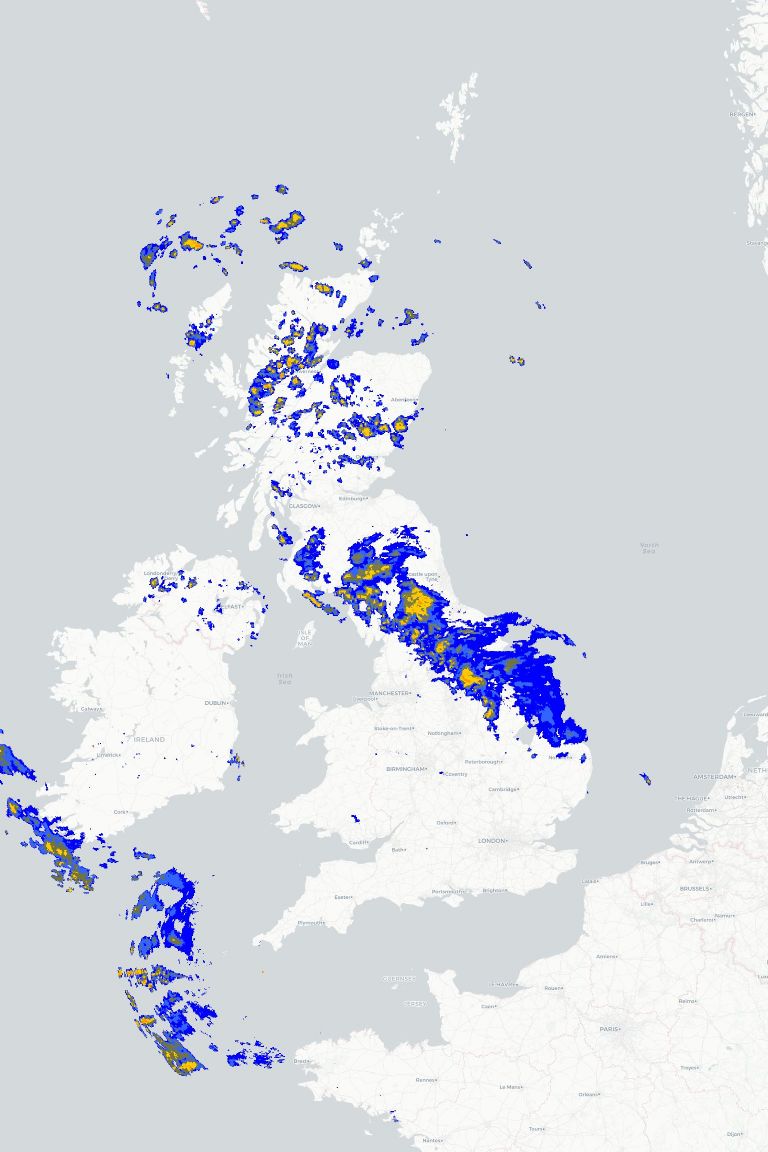 BERGEN
Aberdeen
Edinburgh
GLASGOW
North
Sea
castle upon
Tyne
Londonderry
ISLE
OF
MAN
Irish
Sea
MANCHESTER
Liverpool
DUBLIN
Galway
Stoke-on-Trent
Nottingham
IRELAND
Limerick
Peterborough
BIRMINGHAM
Coventry
AMSTERDAM
NETH
Cambridge
THE HAGUE
Utrecht
Rotterdam
Cork
Oxford
Cardiff
Bath
LONDON
Bruges
Antwerp
Calais
BRUSSELS
Exeter
Portsmouth
Brighton
Lille
Namur
Charleroi
Plymouth
Amiens
GUERNSEY
LE HAVRE
Rouen
JERSEY
Caen
Reims
PARIS
Brest
Troyes
Rennes
Le Mans
Orléans
Tours
Dijon
Nantes